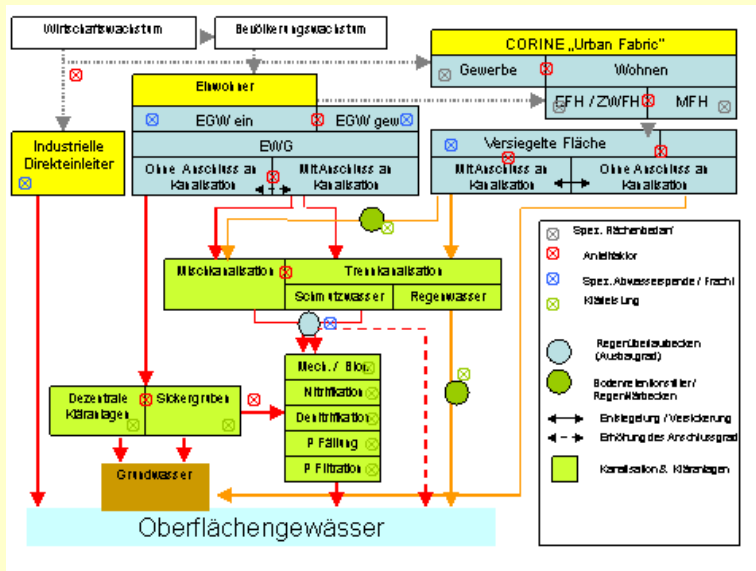 Wirtschaftswachstum
Bevölkerungswachstum
CORINE „Urban Fabric“
Gewerbe
Wohnen
EFH / ZWFH
MFH
Einwohner
EGW ein
EGW gew
EWG
Ohne Anschluss an
Kanalisation
Mit Anschluss an
Kanalisation
Industrielle
Direkteinleiter
Versiegelte Fläche
Mit Anschluss an
Kanalisation
Ohne Anschluss an
Kanalisation
Mischkanalisation
Trennkanalisation
Schmutzwasser
Regenwasser
Mech. / Biol.
Nitrifikation
Denitrifikation
P Fällung
P Filtration
Dezentrale
Kläranlagen
Sickergruben
Grundwasser
Oberflächengewässer
Spez. Flächenbedarf
Anteilfaktor
Spez. Abwasserspende / Fracht
Klärleistung
Regenüberlaufbecken
(Ausbaugrad)
Bodenretentionsfilter/
Regenklärbecken
Entsiegelung / Versickerung
Erhöhung des Anschlussgrad
Kanalisation & Kläranlagen